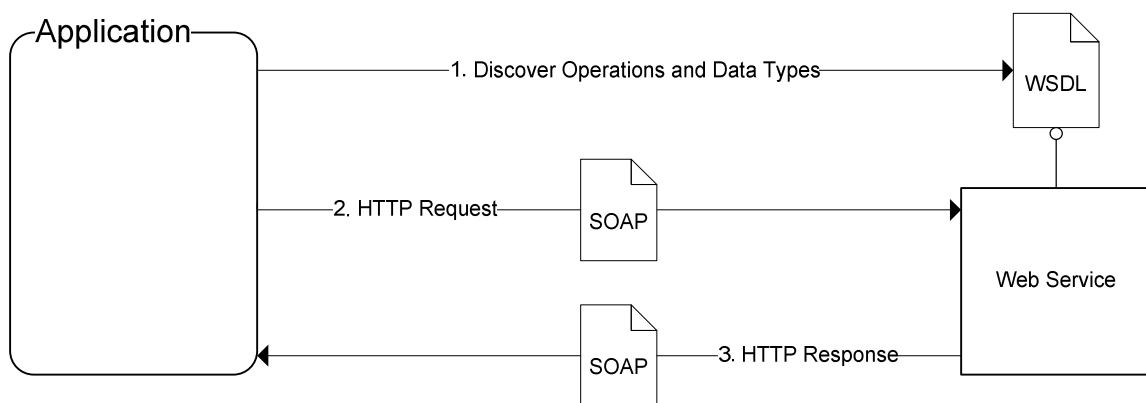 Application
1. Discover Operations and Data Types
WSDL
2. HTTP Request
SOAP
Web Service
SOAP
3. HTTP Response